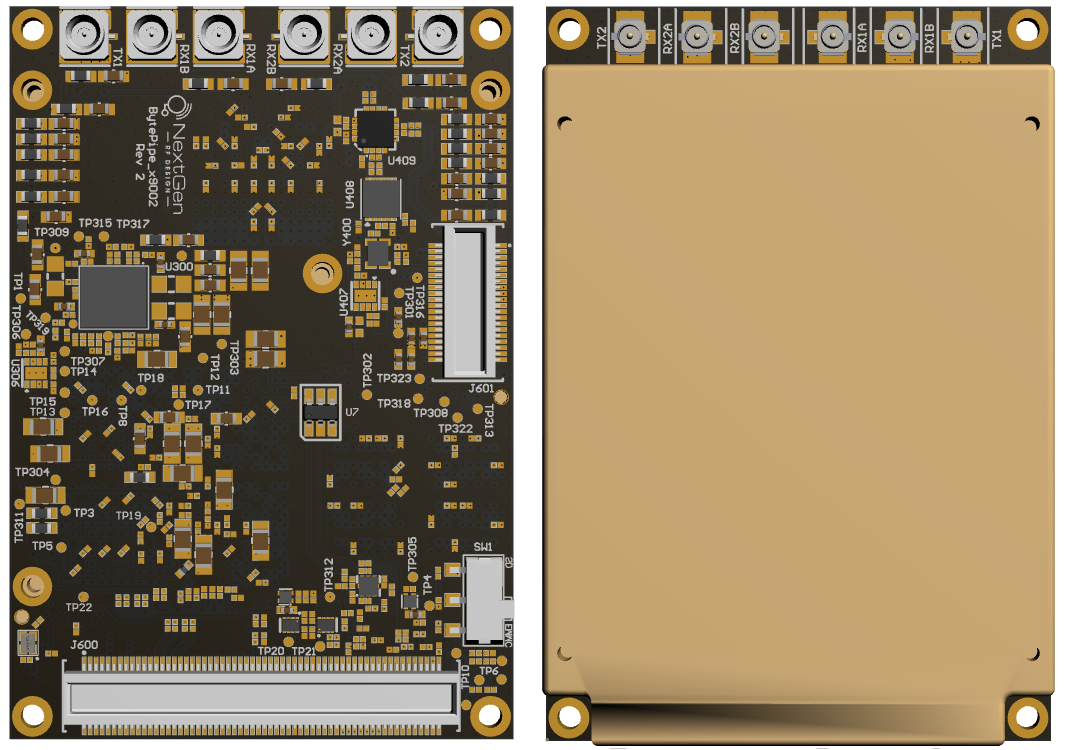 TX1
RX1B
RX1A
RX2B
RX2A
TX2
TX2
RX2A
RX2B
RX1A
RX1B
TX1
NextGen
RF DESIGN
BytePipe_x9002
Rev 2
U409
U408
Y400
TP315
TP317
TP309
U300
TP1
TP306
TP319
U407
TP301
TP316
TP307
TP14
U306
TP18
TP12
TP303
TP302
TP323
J601
TP15
TP13
TP16
TP8
TP11
TP17
U7
TP318
TP308
TP322
TP313
TP304
TP311
TP3
TP19
TP5
TP312
TP305
TP4
SW1
SD
EMMC
TP22
J600
TP20
TP21
TP10
TP6